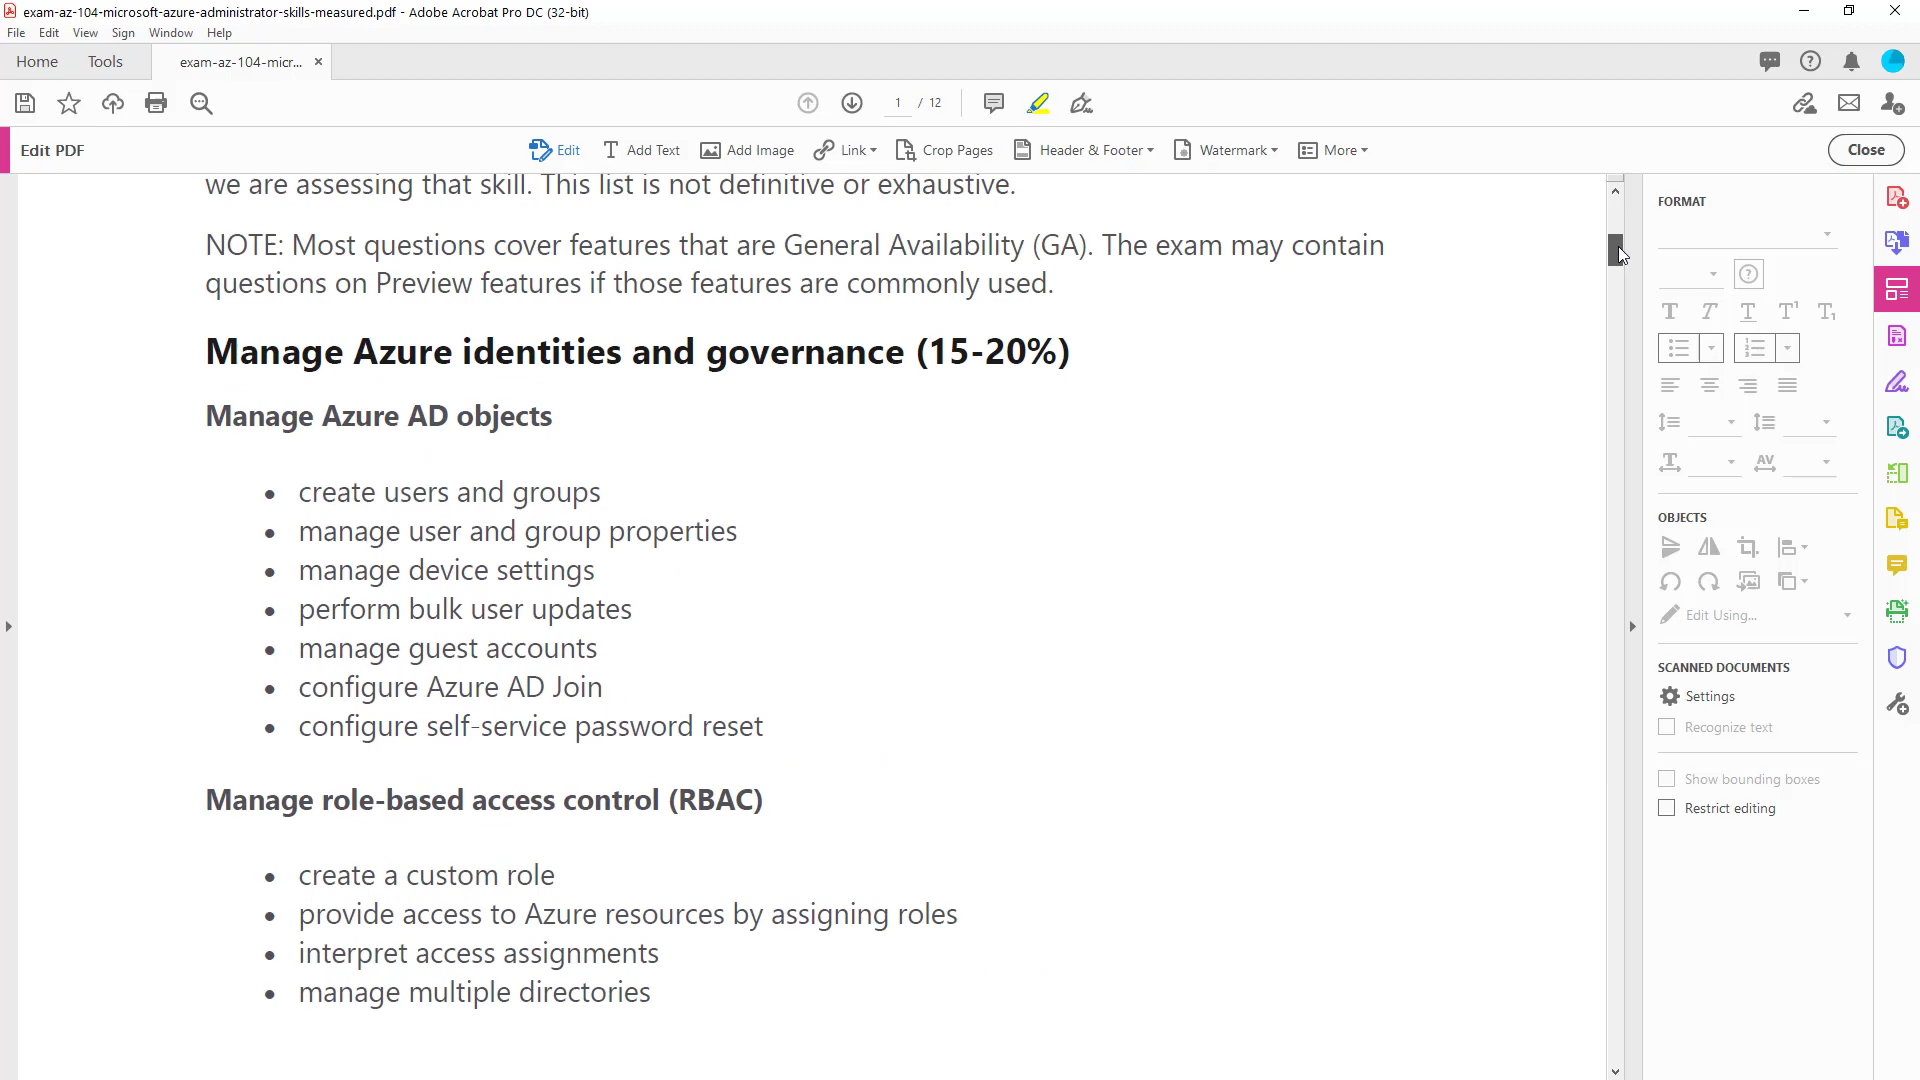 exam-az-104-microsoft-azure-administrator-skills-measured.pdf - Adobe Acrobat Pro DC (32-bit)
File Edit View Sign Window Help
Home Tools exam-az-104-micr...
1 / 12
Edit PDF Edit Add Text Add Image Link Crop Pages Header & Footer Watermark More Close
we are assessing that skill. This list is not definitive or exhaustive.
NOTE: Most questions cover features that are General Availability (GA). The exam may contain
questions on Preview features if those features are commonly used.
Manage Azure identities and governance (15-20%)
Manage Azure AD objects
• create users and groups
• manage user and group properties
• manage device settings
• perform bulk user updates
• manage guest accounts
• configure Azure AD Join
• configure self-service password reset
Manage role-based access control (RBAC)
• create a custom role
• provide access to Azure resources by assigning roles
• interpret access assignments
• manage multiple directories
FORMAT
OBJECTS
Edit Using...
SCANNED DOCUMENTS
Settings
Recognize text
Show bounding boxes
Restrict editing